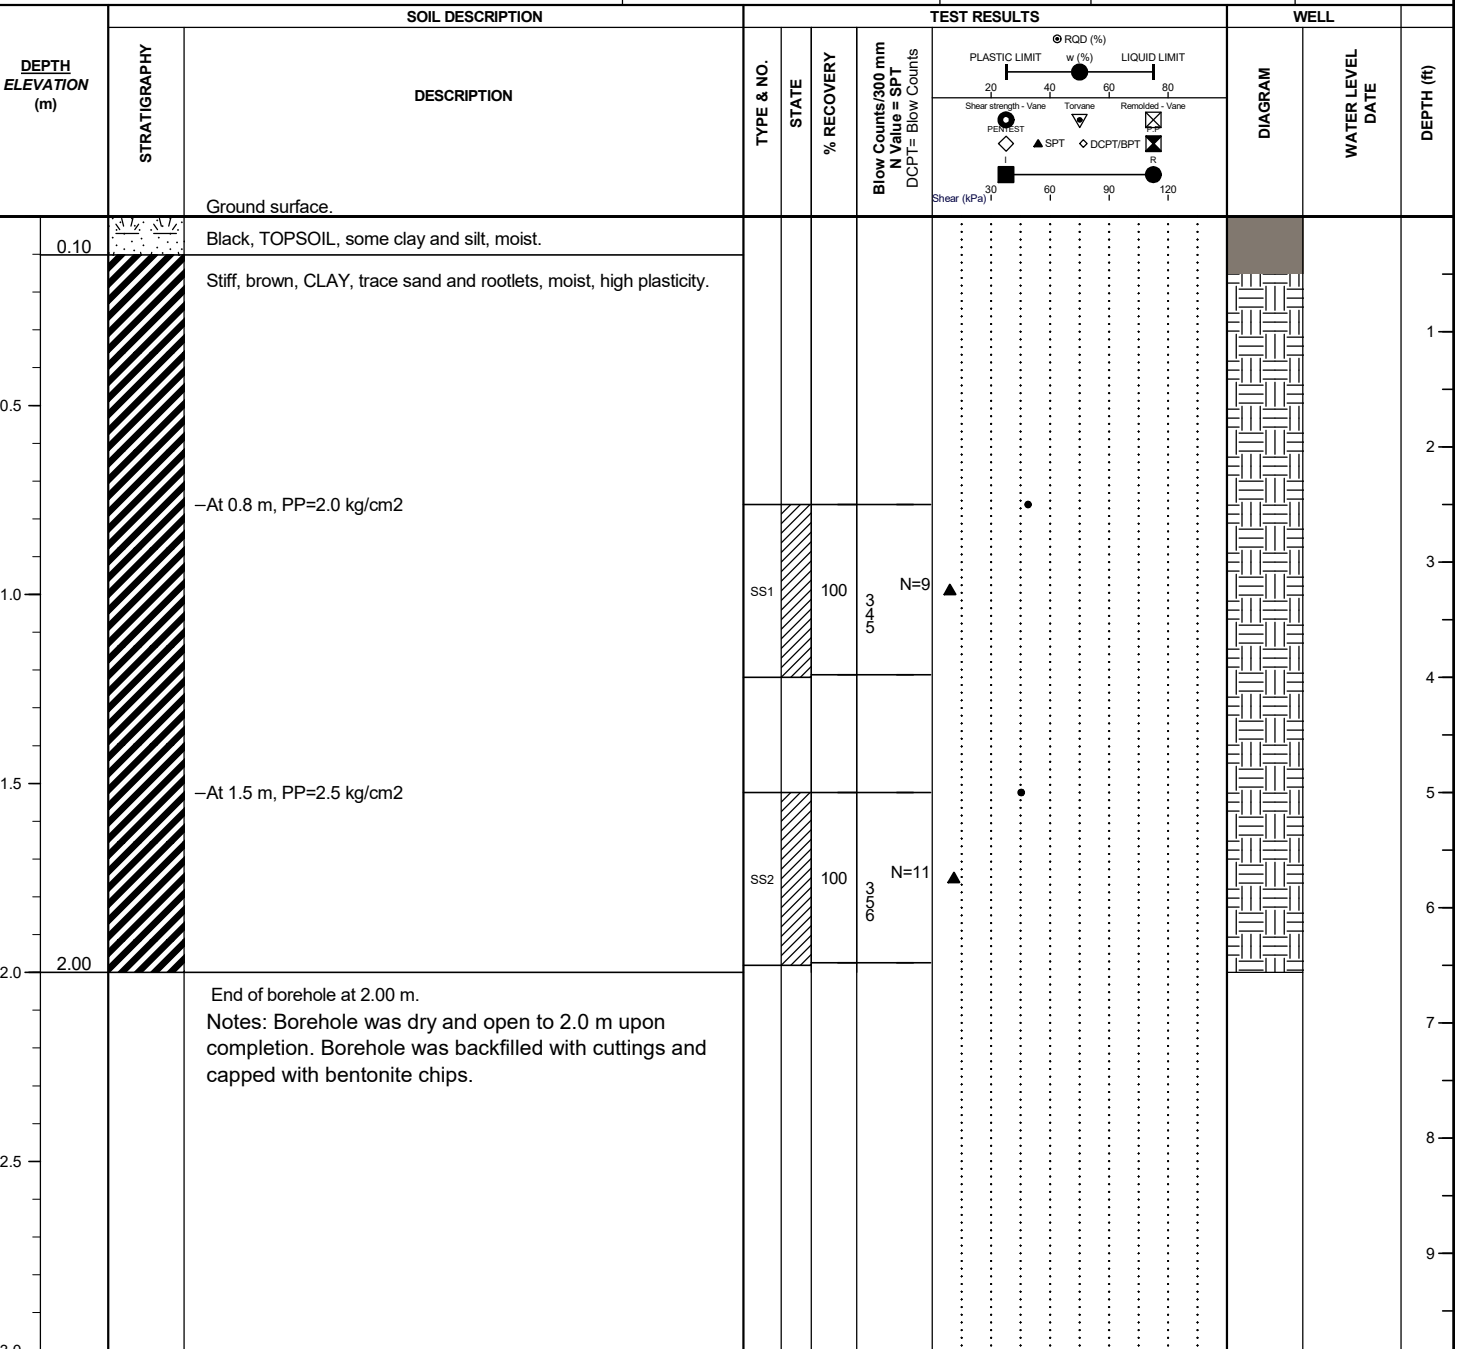 SOIL DESCRIPTION
TEST RESULTS
WELL
DEPTH
ELEVATION
(m)
STRATIGRAPHY
DESCRIPTION
TYPE & NO.
STATE
% RECOVERY
Blow Counts/300 mm
N Value = SPT
DCPT= Blow Counts
RQD (%)
PLASTIC LIMIT w (%) LIQUID LIMIT
20 40 60 80
Shear strength - Vane Torvane Remolded - Vane
PENTEST P.P
SPT DCPT/BPT
I R
Shear (kPa) 30 60 90 120
DIAGRAM
WATER LEVEL
DATE
DEPTH (ft)
Ground surface.
Black, TOPSOIL, some clay and silt, moist.
0.10
Stiff, brown, CLAY, trace sand and rootlets, moist, high plasticity.
1
0.5
2
At 0.8 m, PP=2.0 kg/cm2
3
1.0
SS1 100 N=9
3
4
5
4
1.5
At 1.5 m, PP=2.5 kg/cm2
5
SS2 100 N=11
3
5
6
6
2.00
2.0
End of borehole at 2.00 m.
Notes: Borehole was dry and open to 2.0 m upon
completion. Borehole was backfilled with cuttings and
capped with bentonite chips.
7
8
2.5
9